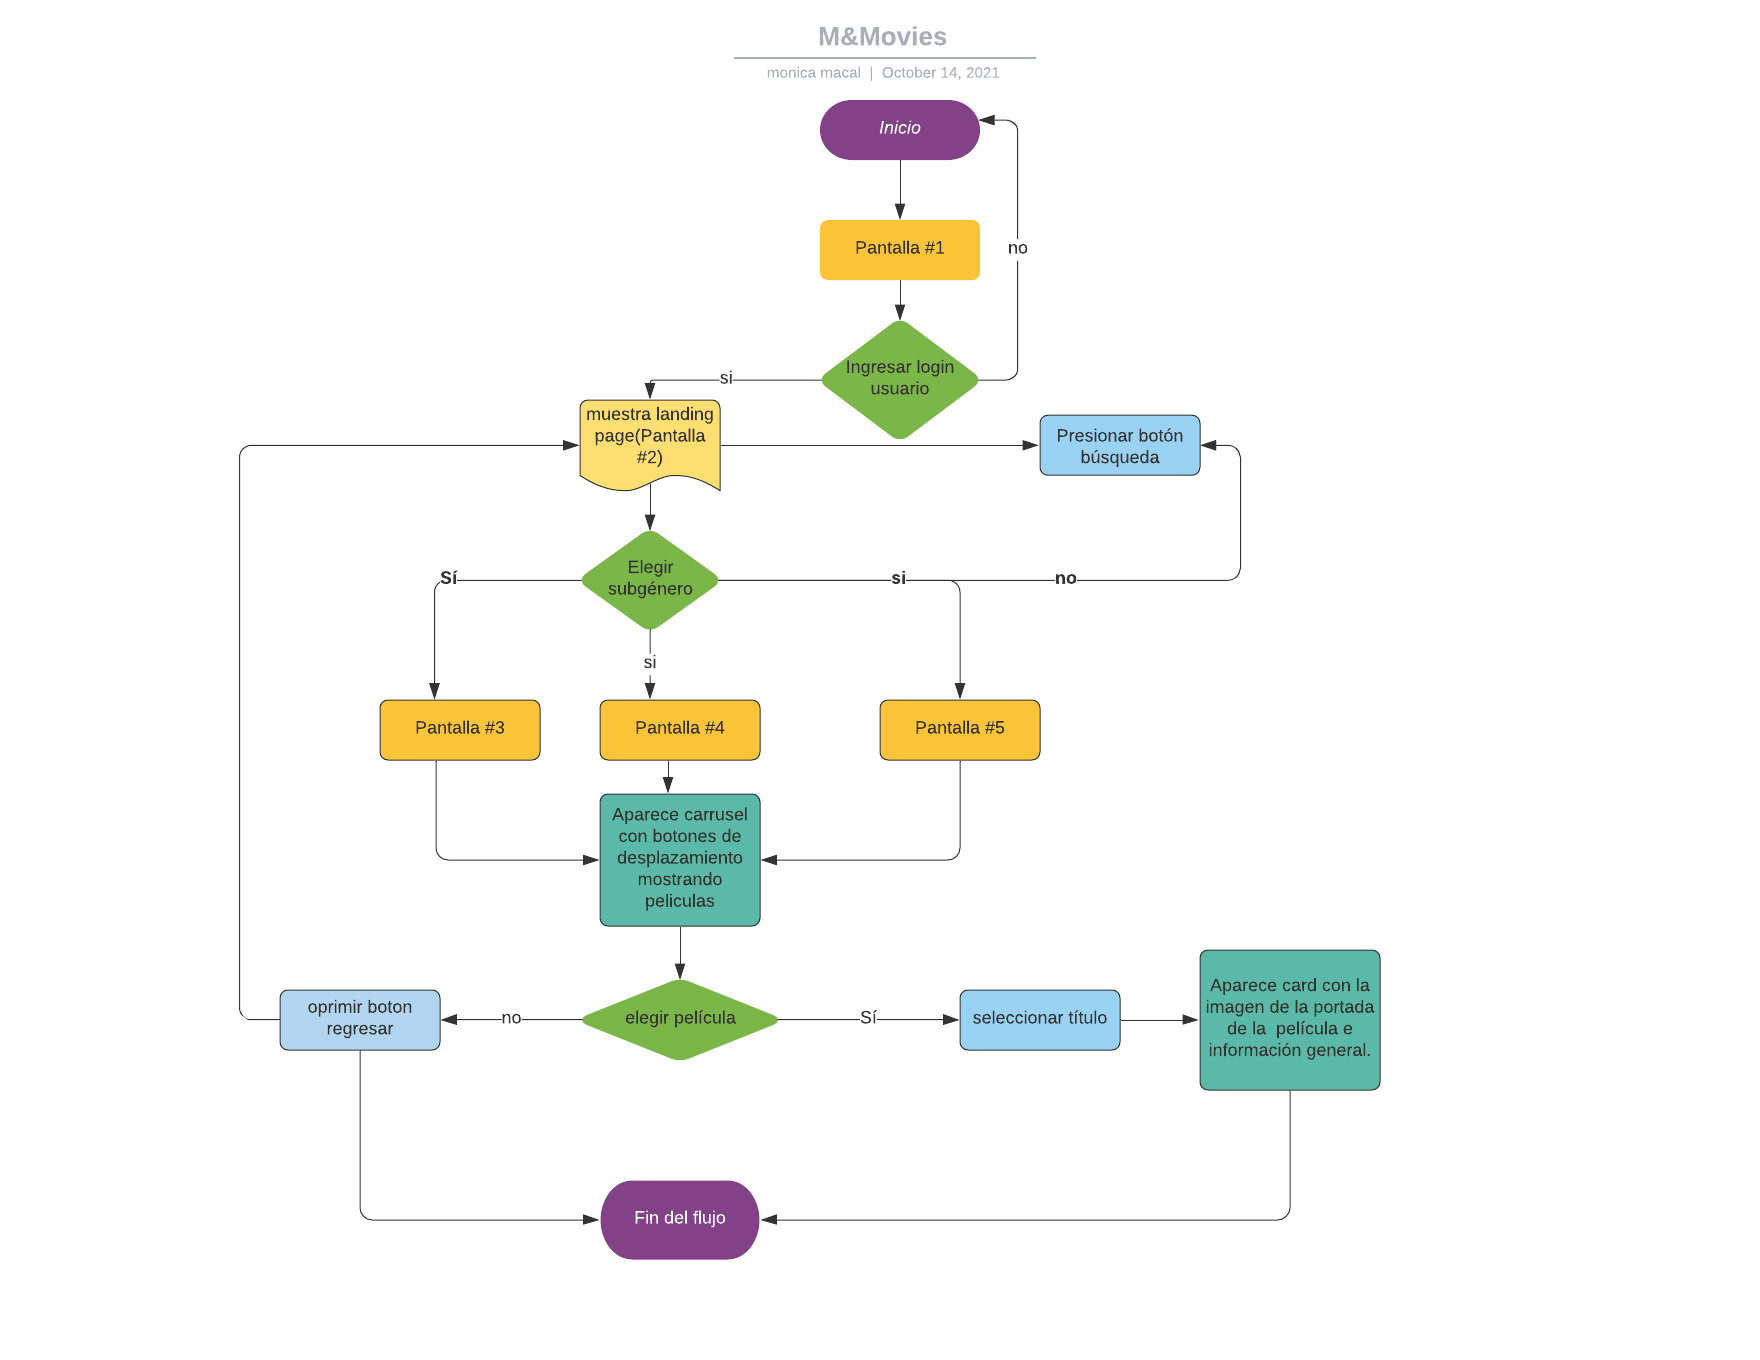 M&Movies
monica macal | October 14, 2021
Inicio
Pantalla #1
no
Ingresar login
usuario
si
muestra landing
page(Pantalla
#2)
Presionar botón
búsqueda
Elegir
subgénero
Sí
si
no
si
Pantalla #3
Pantalla #4
Pantalla #5
Aparece carrusel
con botones de
desplazamiento
mostrando
peliculas
oprimir boton
regresar
no
elegir película
Sí
seleccionar título
Aparece card con la
imagen de la portada
de la película e
información general.
Fin del flujo